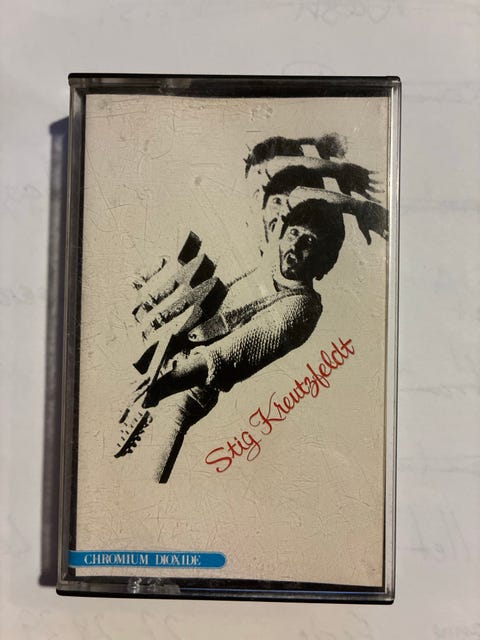 Stig Kreutzfeldt
CHROMIUM DIOXIDE